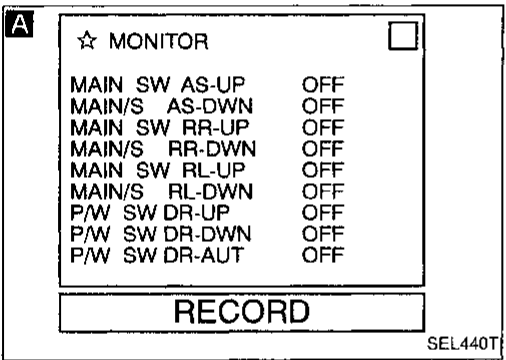 A
☆ MONITOR
MAIN SW AS-UP OFF
MAIN/S AS-DWN OFF
MAIN SW RR-UP OFF
MAIN/S RR-DWN OFF
MAIN SW RL-UP OFF
MAIN/S RL-DWN OFF
P/W SW DR-UP OFF
P/W SW DR-DWN OFF
P/W SW DR-AUT OFF
RECORD
SEL440T